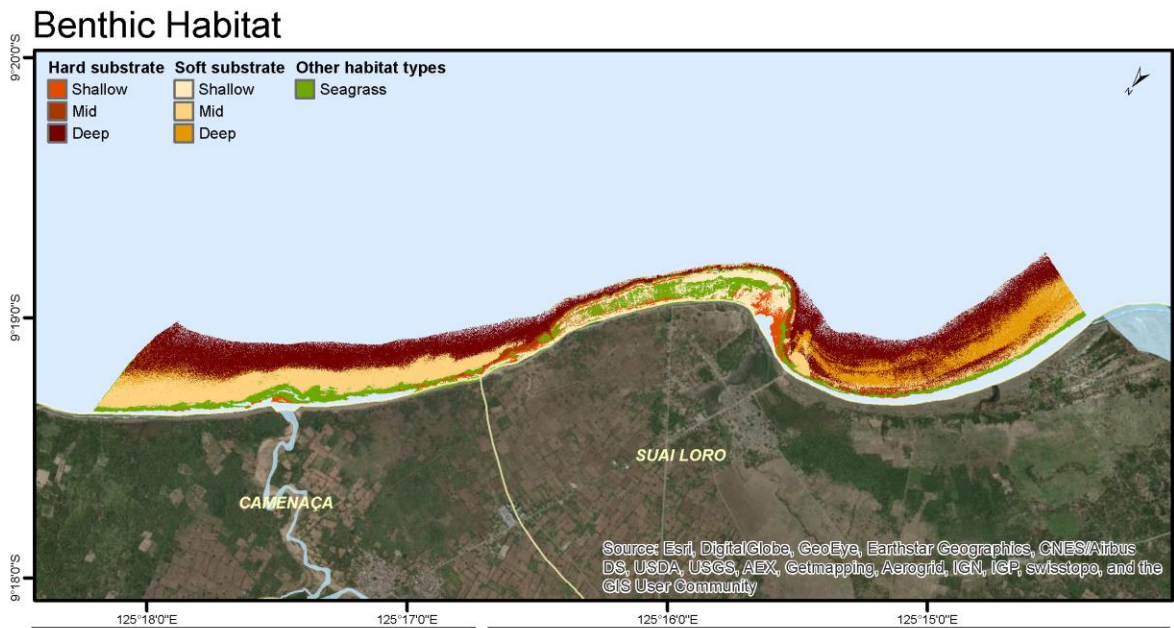 Benthic Habitat
Hard substrate Soft substrate Other habitat types
Shallow Shallow Seagrass
Mid Mid
Deep Deep
N
9°20'0"S
9°19'0"S
9°18'0"S
SUAI LORO
CAMENAÇA
Source: Esri, DigitalGlobe, GeoEye, Earthstar Geographics, CNES/Airbus
DS, USDA, USGS, AEX, Getmapping, Aerogrid, IGN, IGP, swisstopo, and the
GIS User Community
125°18'0"E 125°17'0"E 125°16'0"E 125°15'0"E